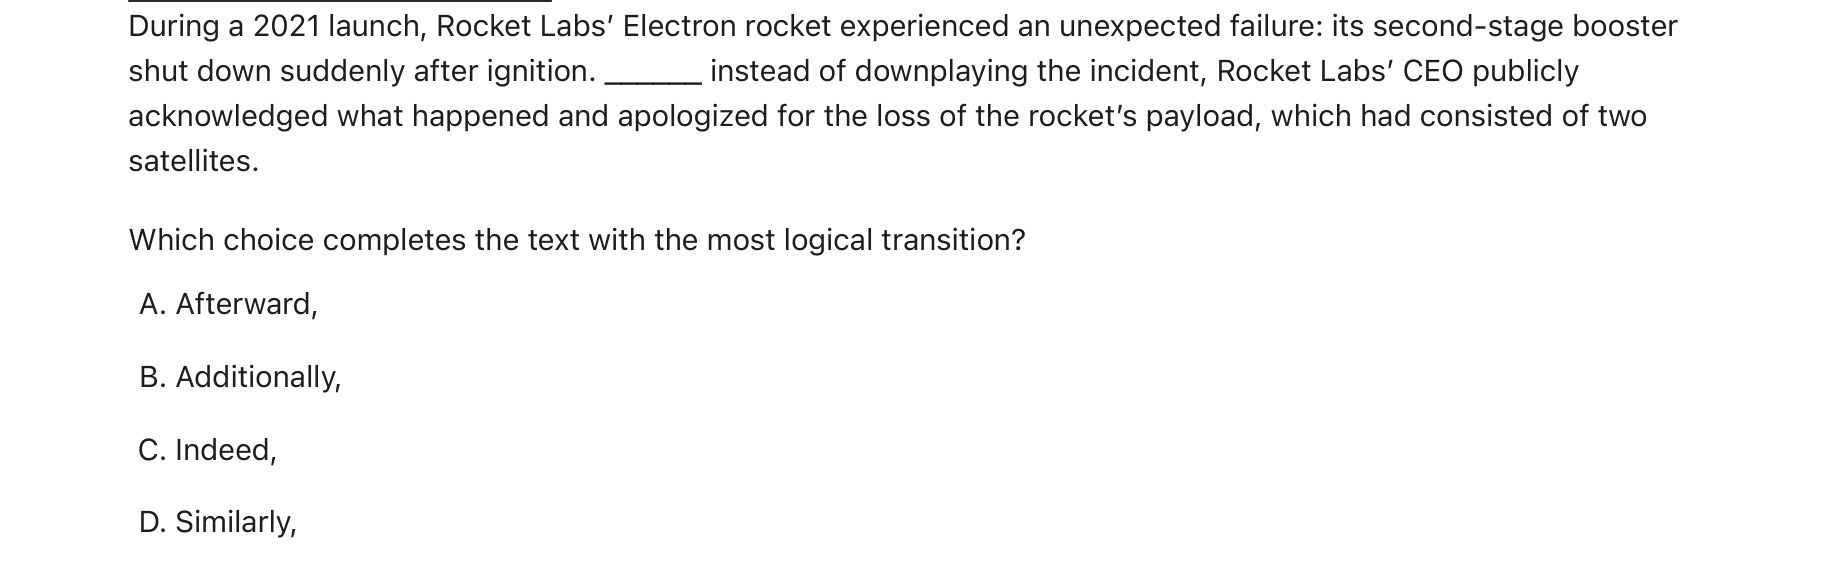 During a 2021 launch, Rocket Labs’ Electron rocket experienced an unexpected failure: its second-stage booster
shut down suddenly after ignition. ______ instead of downplaying the incident, Rocket Labs’ CEO publicly
acknowledged what happened and apologized for the loss of the rocket’s payload, which had consisted of two
satellites.
Which choice completes the text with the most logical transition?
A. Afterward,
B. Additionally,
C. Indeed,
D. Similarly,